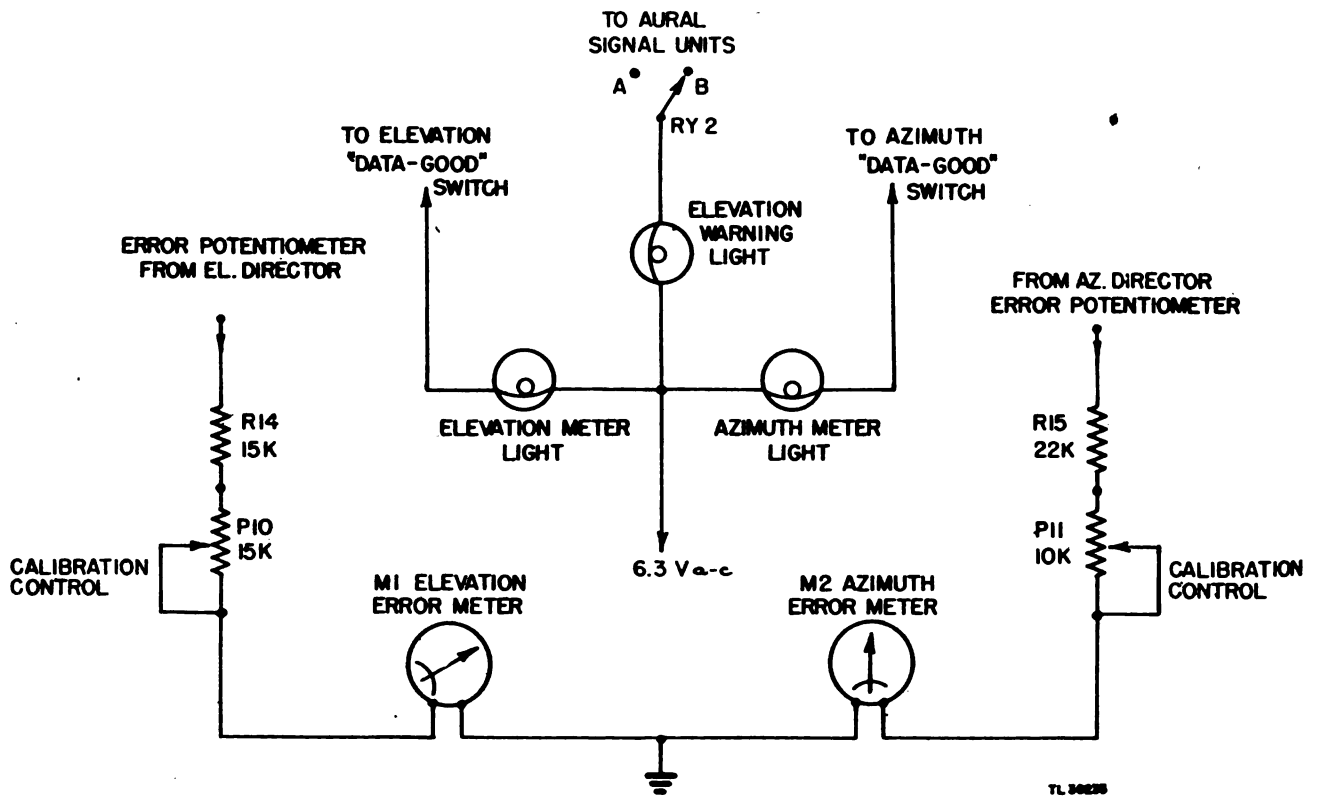 TO AURAL
SIGNAL UNITS
A
B
RY 2
TO ELEVATION
"DATA-GOOD"
SWITCH
TO AZIMUTH
"DATA-GOOD"
SWITCH
ELEVATION
WARNING
LIGHT
ERROR POTENTIOMETER
FROM EL. DIRECTOR
FROM AZ. DIRECTOR
ERROR POTENTIOMETER
R14
15K
ELEVATION METER
LIGHT
AZIMUTH METER
LIGHT
R15
22K
P10
15K
P11
10K
CALIBRATION
CONTROL
6.3 V a-c
CALIBRATION
CONTROL
M1 ELEVATION
ERROR METER
M2 AZIMUTH
ERROR METER